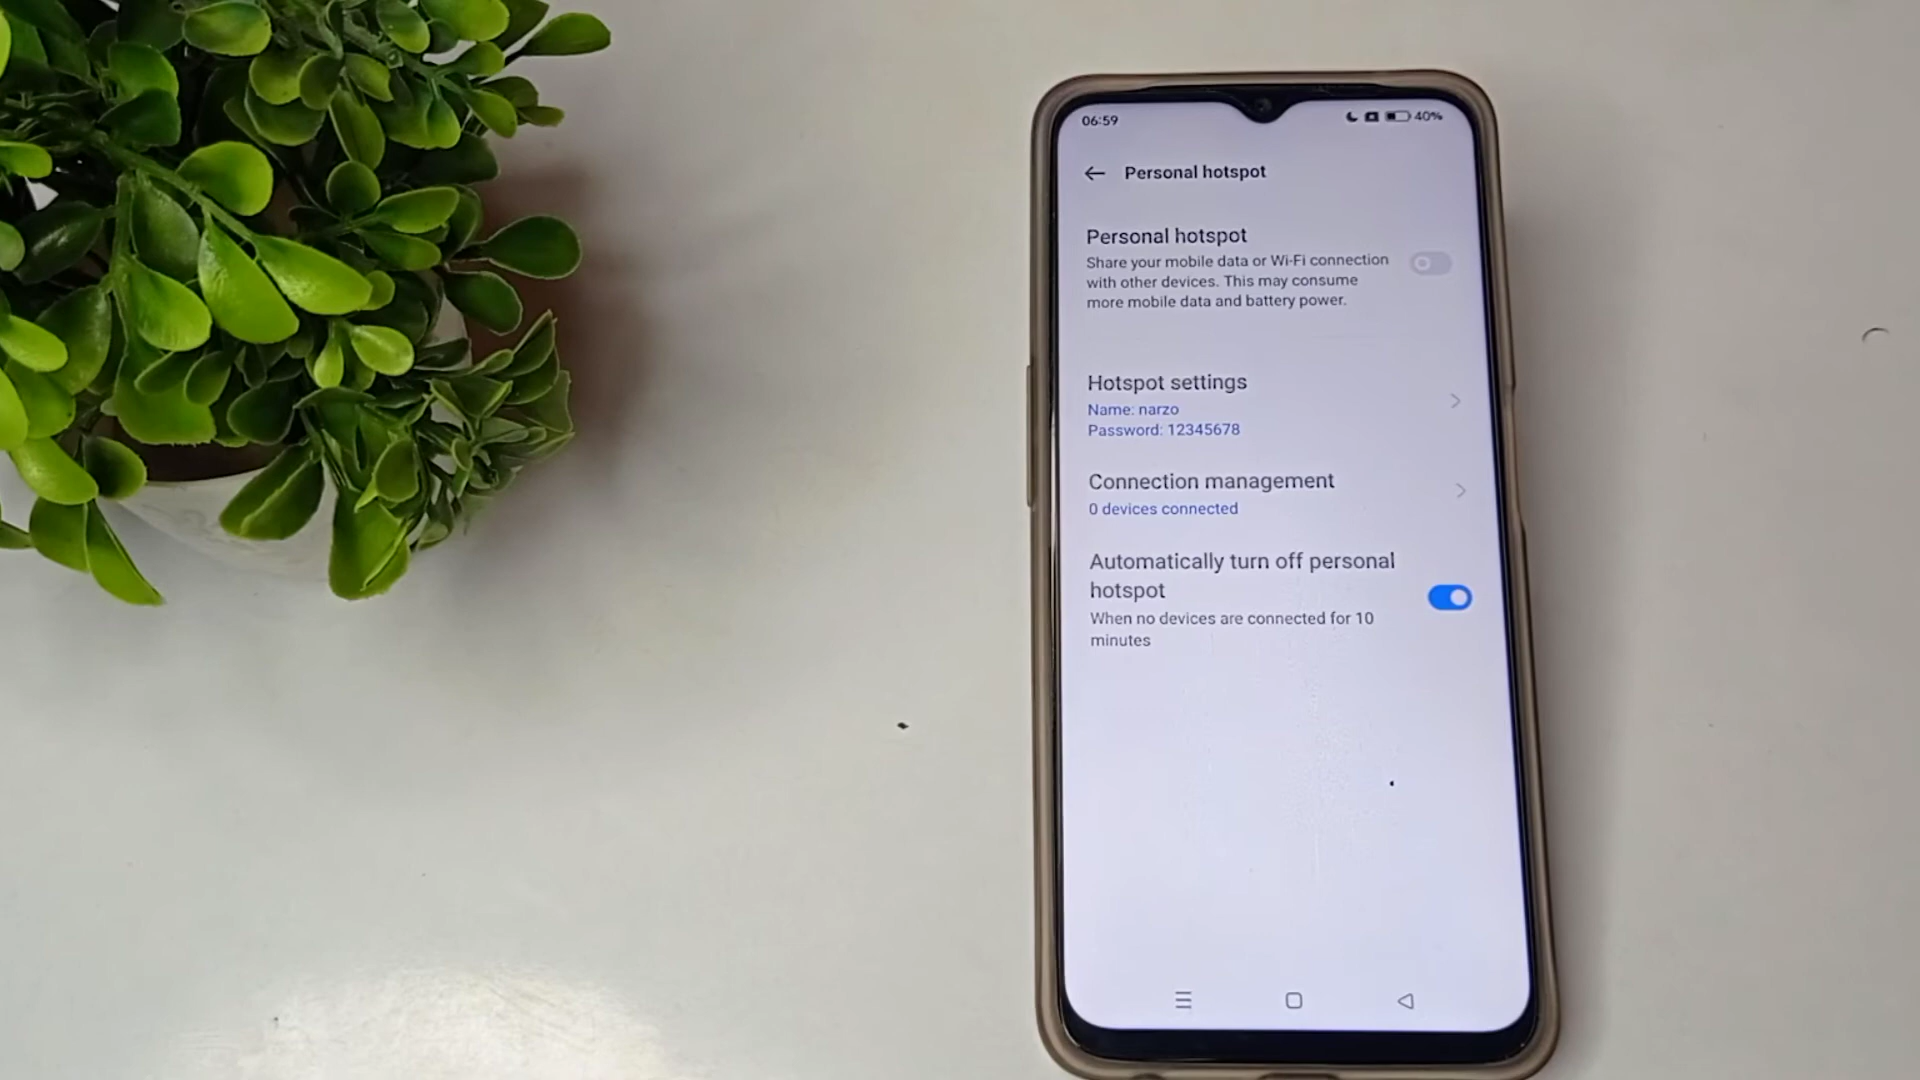 06:59
40%
Personal hotspot
Personal hotspot
Share your mobile data or Wi-Fi connection
with other devices. This may consume
more mobile data and battery power.
Hotspot settings
Name: narzo
Password: 12345678
Connection management
0 devices connected
Automatically turn off personal
hotspot
When no devices are connected for 10
minutes